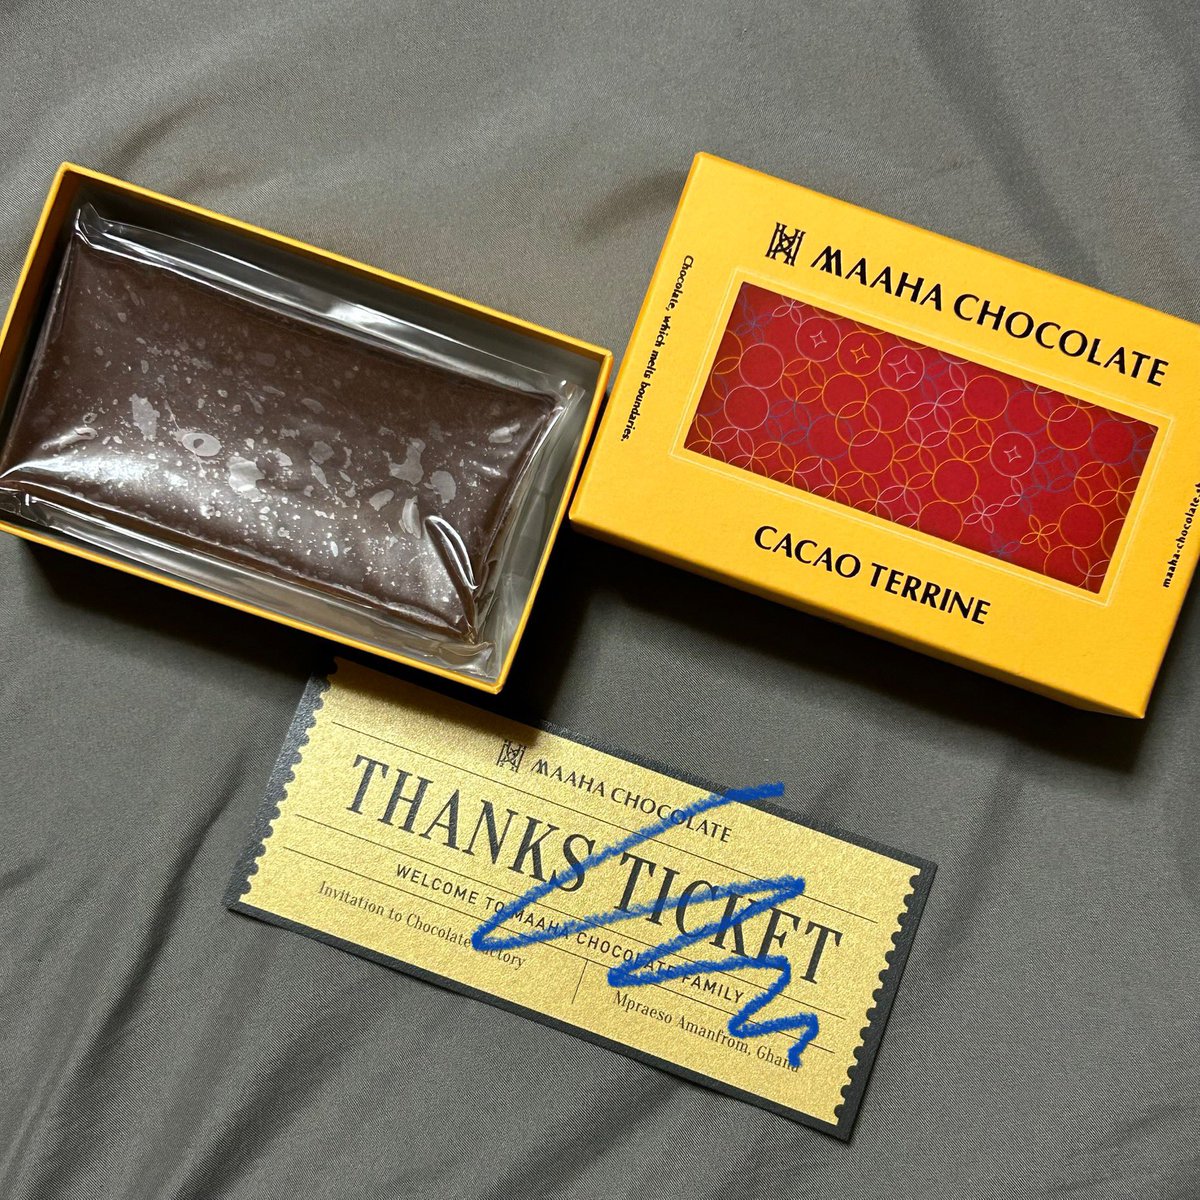 MAAHA CHOCOLATE
Chocolate, which melts boundaries.
CACAO TERRINE
MAAHA CHOCOLATE
THANKS TICKET
WELCOME TO MAAHA CHOCOLATE FAMILY
Invitation to Chocolate
Mpraeso Amanfrom, Ghana